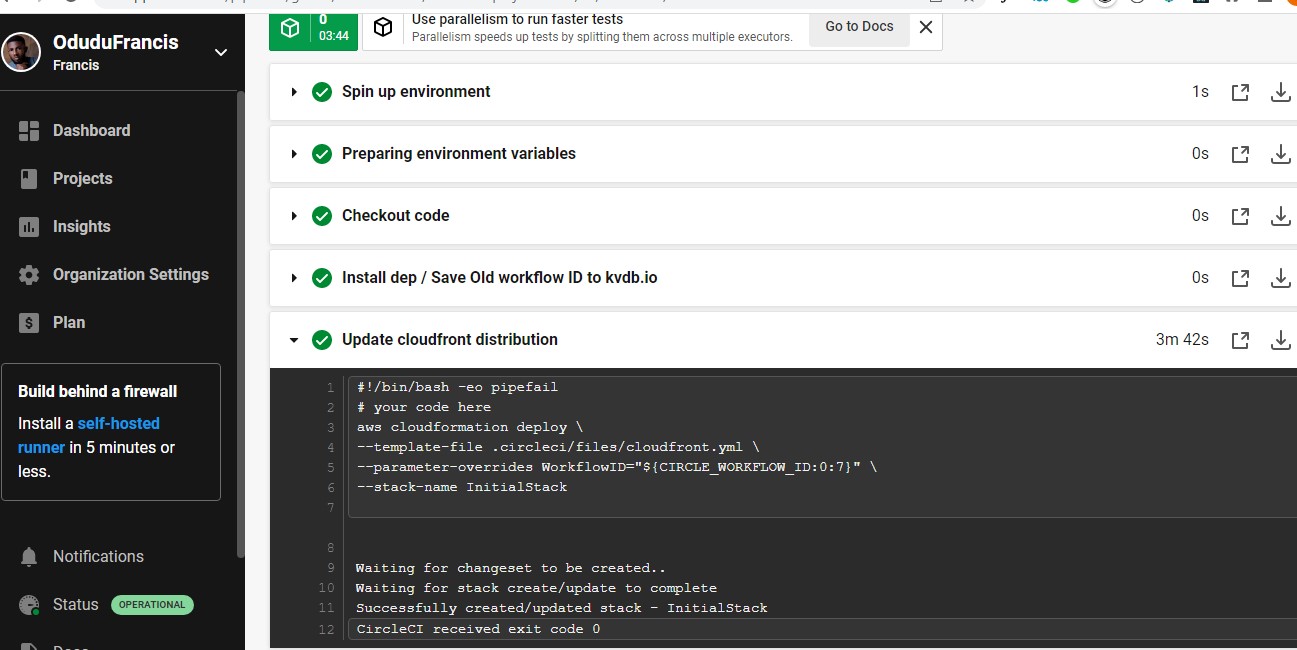 OduduFrancis
Francis
Dashboard
Projects
Insights
Organization Settings
Plan
Build behind a firewall
Install a self-hosted
runner in 5 minutes or
less.
Notifications
Status OPERATIONAL
0
03:44
Use parallelism to run faster tests
Parallelism speeds up tests by splitting them across multiple executors.
Go to Docs
Spin up environment 1s
Preparing environment variables 0s
Checkout code 0s
Install dep / Save Old workflow ID to kvdb.io 0s
Update cloudfront distribution 3m 42s
1 #!/bin/bash -eo pipefail
2 # your code here
3 aws cloudformation deploy \
4 --template-file .circleci/files/cloudfront.yml \
5 --parameter-overrides WorkflowID="${CIRCLE_WORKFLOW_ID:0:7}" \
6 --stack-name InitialStack
7
8
9 Waiting for changeset to be created..
10 Waiting for stack create/update to complete
11 Successfully created/updated stack - InitialStack
12 CircleCI received exit code 0